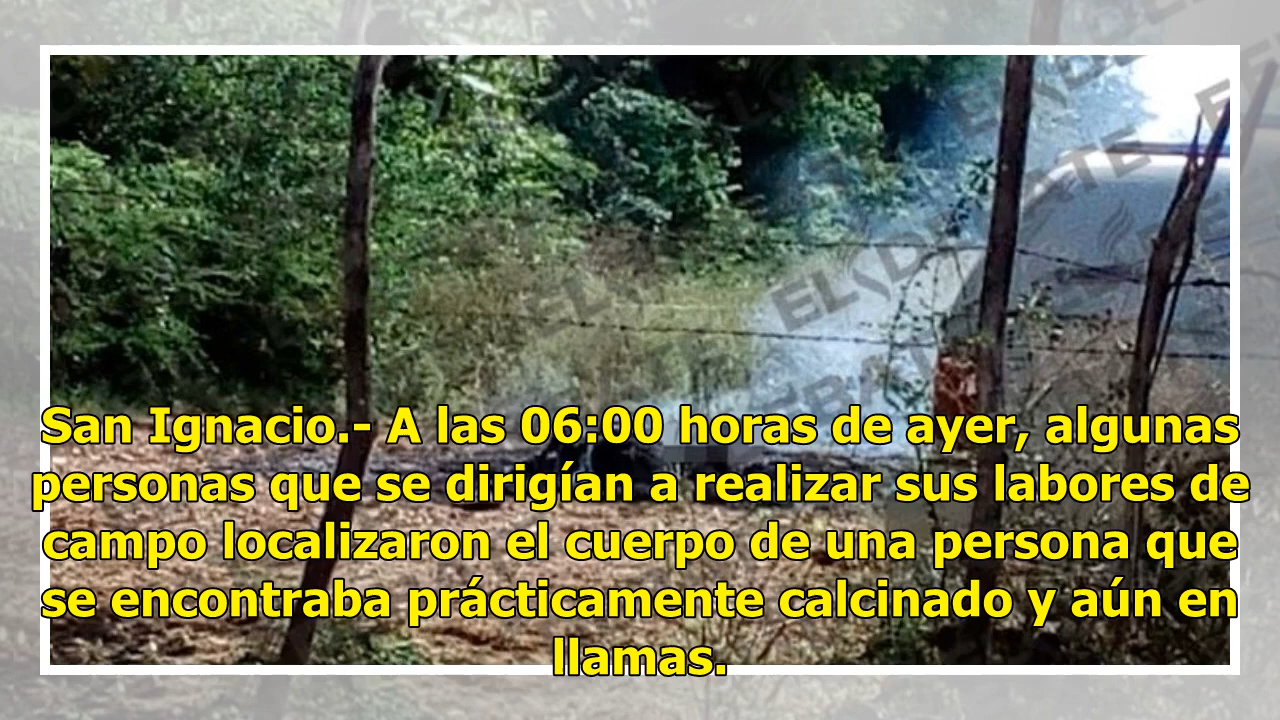 San Ignacio.- A las 06:00 horas de ayer, algunas
personas que se dirigían a realizar sus labores de
campo localizaron el cuerpo de una persona que
se encontraba prácticamente calcinado y aún en
llamas.